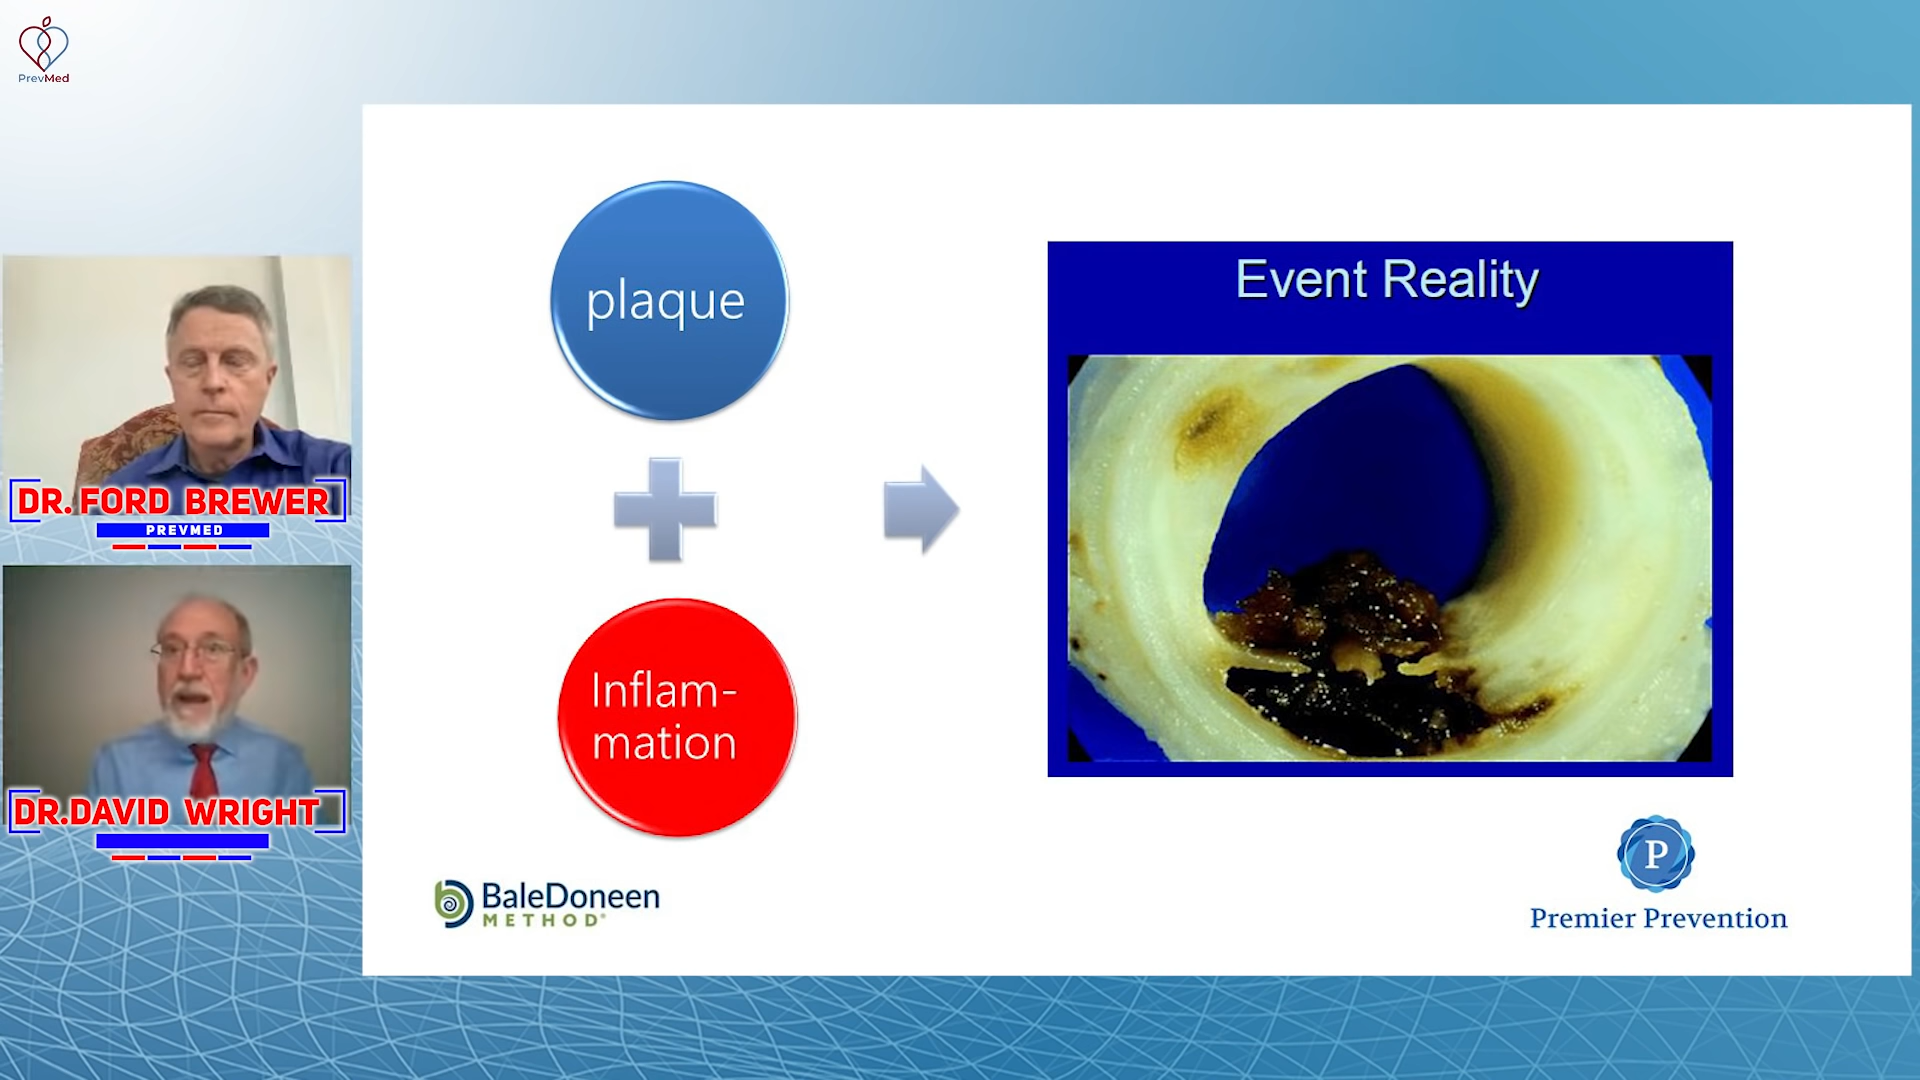 PrevMed
DR. FORD BREWER
PREVMED
DR.DAVID WRIGHT
plaque
Inflam-
mation
Event Reality
BaleDoneen
METHOD®
P
Premier Prevention